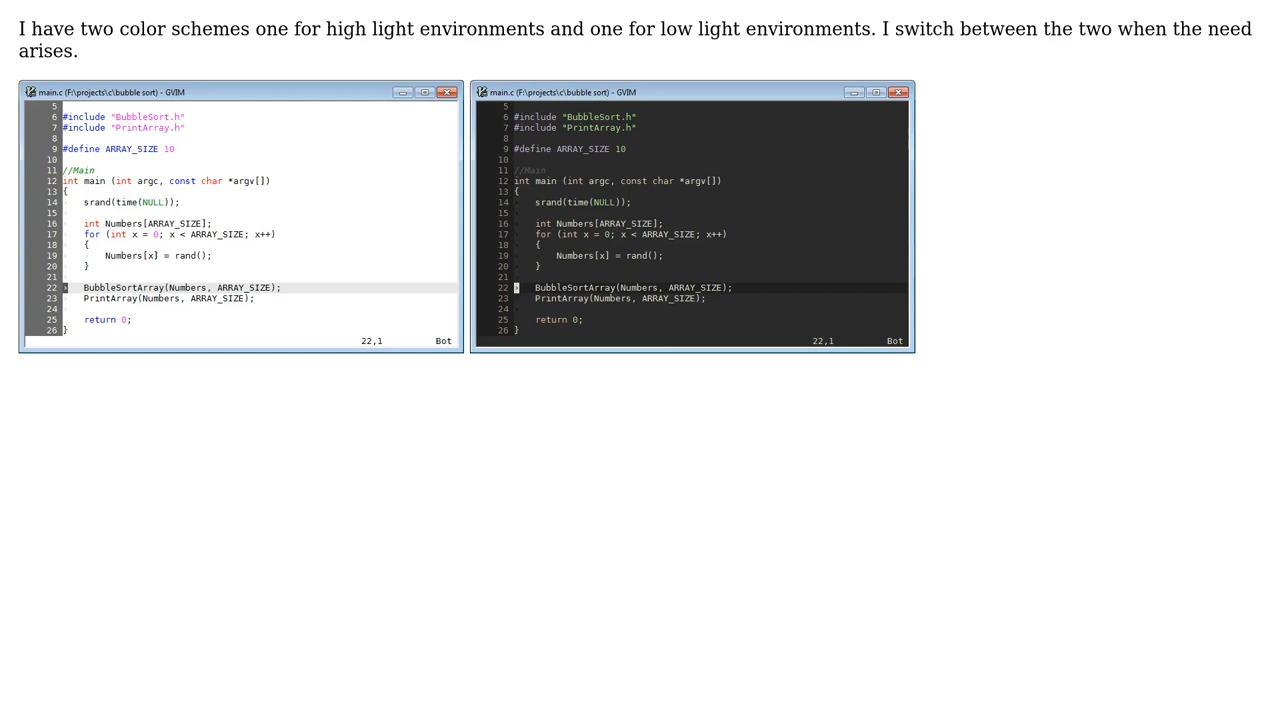 I have two color schemes one for high light environments and one for low light environments. I switch between the two when the need
arises.
main.c (F:\projects\c\bubble sort) - GVIM
5
6 #include "BubbleSort.h"
7 #include "PrintArray.h"
8
9 #define ARRAY_SIZE 10
10
11 //Main
12 int main (int argc, const char *argv[])
13 {
14     srand(time(NULL));
15
16     int Numbers[ARRAY_SIZE];
17     for (int x = 0; x < ARRAY_SIZE; x++)
18     {
19         Numbers[x] = rand();
20     }
21
22     BubbleSortArray(Numbers, ARRAY_SIZE);
23     PrintArray(Numbers, ARRAY_SIZE);
24
25     return 0;
26 }
22,1 Bot
main.c (F:\projects\c\bubble sort) - GVIM
5
6 #include "BubbleSort.h"
7 #include "PrintArray.h"
8
9 #define ARRAY_SIZE 10
10
11 //Main
12 int main (int argc, const char *argv[])
13 {
14     srand(time(NULL));
15
16     int Numbers[ARRAY_SIZE];
17     for (int x = 0; x < ARRAY_SIZE; x++)
18     {
19         Numbers[x] = rand();
20     }
21
22     BubbleSortArray(Numbers, ARRAY_SIZE);
23     PrintArray(Numbers, ARRAY_SIZE);
24
25     return 0;
26 }
22,1 Bot